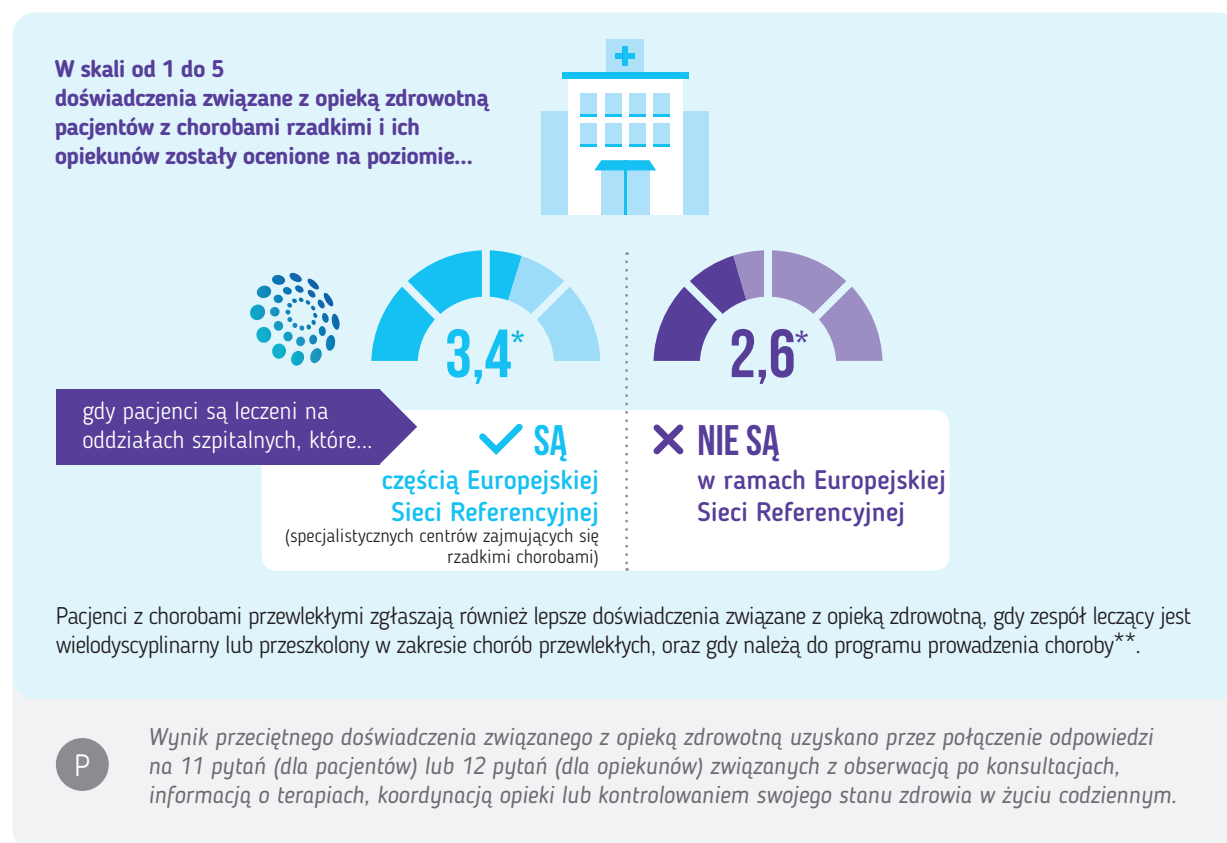 W skali od 1 do 5
doświadczenia związane z opieką zdrowotną
pacjentów z chorobami rzadkimi i ich
opiekunów zostały ocenione na poziomie...
3,4*
2,6*
gdy pacjenci są leczeni na
oddziałach szpitalnych, które...
SĄ
częścią Europejskiej
Sieci Referencyjnej
(specjalistycznych centrów zajmujących się
rzadkimi chorobami)
NIE SĄ
w ramach Europejskiej
Sieci Referencyjnej
Pacjenci z chorobami przewlekłymi zgłaszają również lepsze doświadczenia związane z opieką zdrowotną, gdy zespół leczący jest
wielodyscyplinarny lub przeszkolony w zakresie chorób przewlekłych, oraz gdy należą do programu prowadzenia choroby**.
P
Wynik przeciętnego doświadczenia związanego z opieką zdrowotną uzyskano przez połączenie odpowiedzi
na 11 pytań (dla pacjentów) lub 12 pytań (dla opiekunów) związanych z obserwacją po konsultacjach,
informacją o terapiach, koordynacją opieki lub kontrolowaniem swojego stanu zdrowia w życiu codziennym.